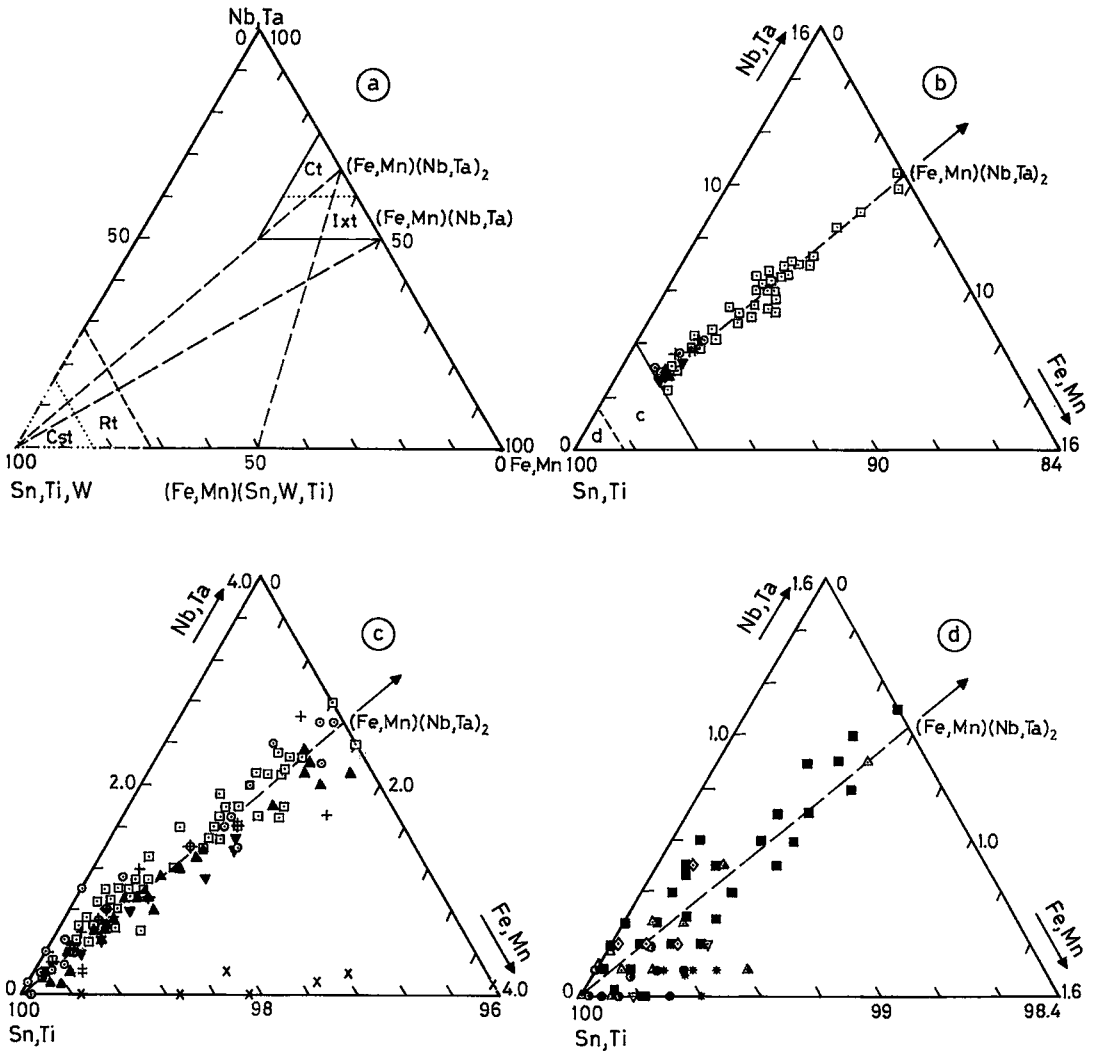 Nb,Ta
0 100
a
Ct
(Fe,Mn)(Nb,Ta)2
Ixt (Fe,Mn)(Nb,Ta)
50 50
Rt
Cst
100 50 0 100
Fe,Mn
Sn,Ti,W (Fe,Mn)(Sn,W,Ti)
Nb,Ta
16 0
b
(Fe,Mn)(Nb,Ta)2
10
10
Fe,Mn
c
d
0 16
100 90 84
Sn,Ti
Nb,Ta
4.0 0
c
(Fe,Mn)(Nb,Ta)2
2.0 2.0
Fe,Mn
0 4.0
100 98 96
Sn,Ti
Nb,Ta
1.6 0
d
1.0
(Fe,Mn)(Nb,Ta)2
1.0
Fe,Mn
0 1.6
100 99 98.4
Sn,Ti